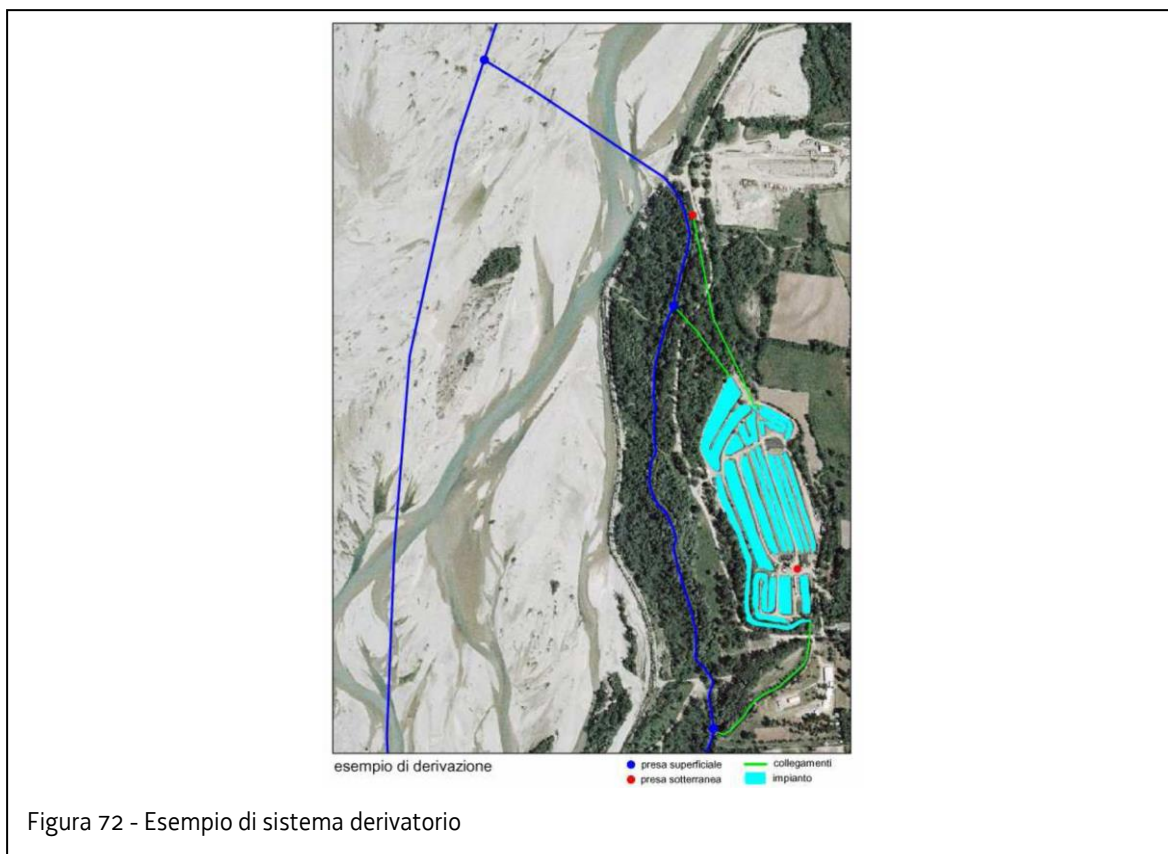 esempio di derivazione
presa superficiale
collegamenti
presa sotterranea
impianto
Figura 72 - Esempio di sistema derivatorio